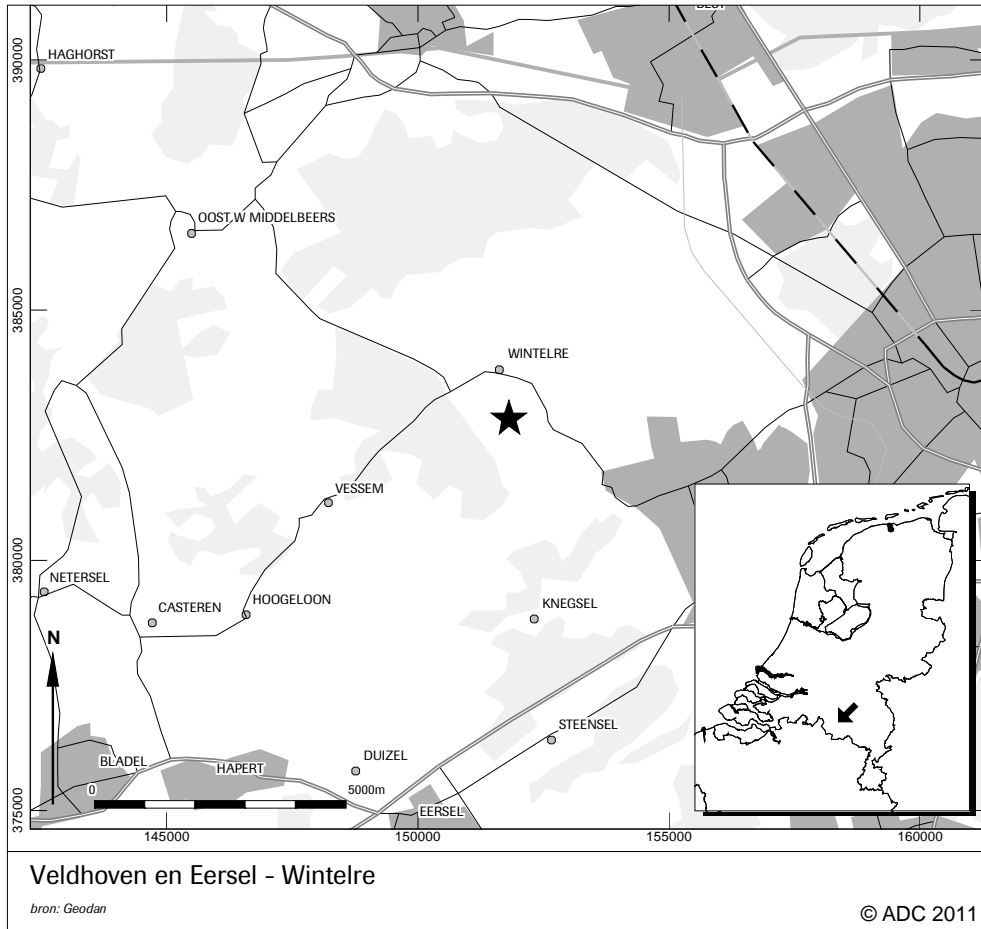 BEST
390000
HAGHORST
OOST,W MIDDELBEERS
385000
WINTELRE
VESSEM
380000
NETERSEL
CASTEREN
HOOGELOON
KNEGSEL
N
STEENSEL
BLADEL
HAPERT
DUIZEL
0
5000m
EERSEL
375000
145000
150000
155000
160000
Veldhoven en Eersel - Wintelre
bron: Geodan
© ADC 2011